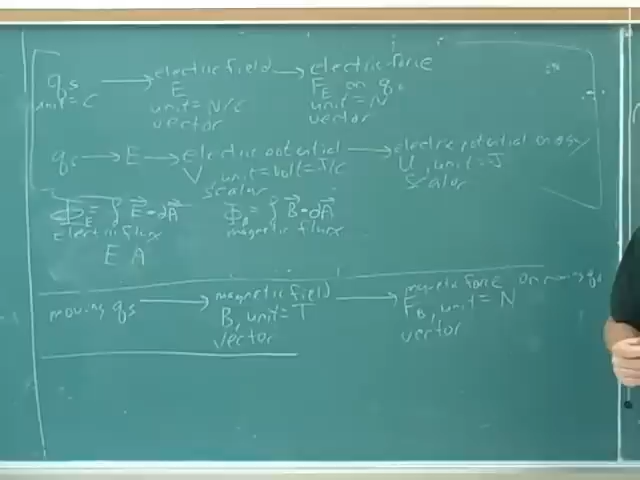 qs → electric field → electric force
unit = C E F_E on q.
unit = N/C unit = N
vector vector
qs → E → electric potential → electric potential energy
V, unit = volt = J/C U, unit = J
scalar scalar
Φ_E = ∫ E⃗ · dA⃗ Φ_B = ∫ B⃗ · dA⃗
electric flux magnetic flux
E A
moving qs → magnetic field → magnetic force on moving qs
B, unit = T F_B, unit = N
vector vector